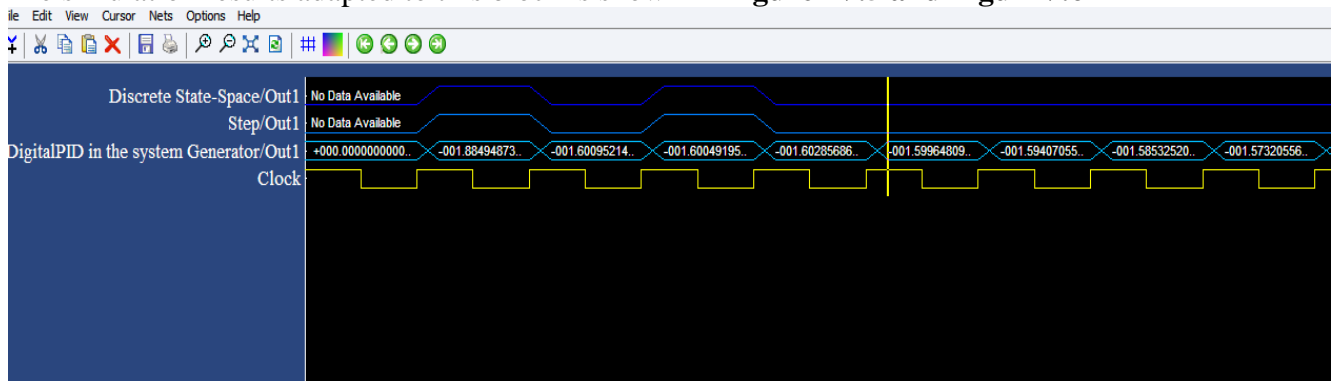 ile Edit View Cursor Nets Options Help
Discrete State-Space/Out1 No Data Available
Step/Out1 No Data Available
DigitalPID in the system Generator/Out1 +000.0000000000.. -001.88494873.. -001.60095214.. -001.60049195.. -001.60285686.. -001.59964809.. -001.59407055.. -001.58532520.. -001.57320556..
Clock